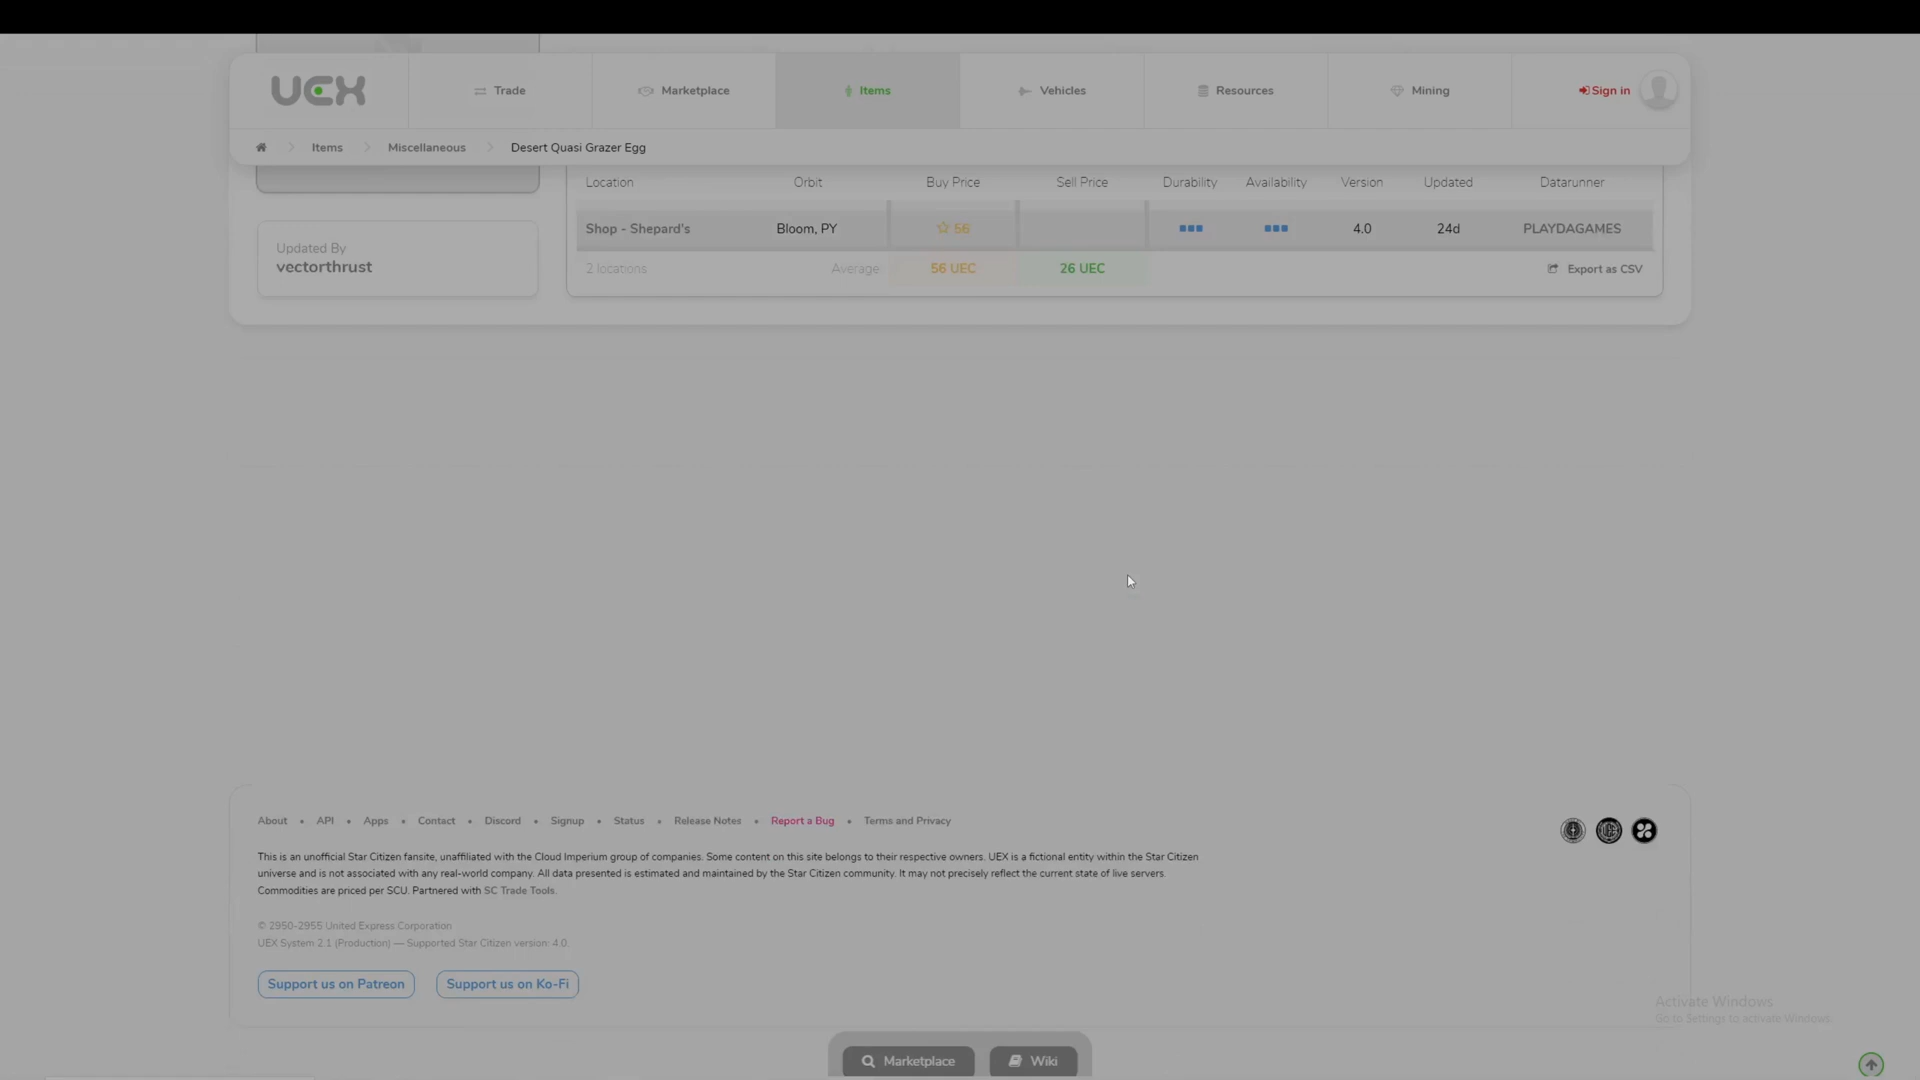 UEX
Trade
Marketplace
Items
Vehicles
Resources
Mining
Sign in
Items
Miscellaneous
Desert Quasi Grazer Egg
Location Orbit Buy Price Sell Price Durability Availability Version Updated Datarunner
Shop - Shepard's Bloom, PY 56 4.0 24d PLAYDAGAMES
2 locations Average 56 UEC 26 UEC Export as CSV
Updated By
vectorthrust
About • API • Apps • Contact • Discord • Signup • Status • Release Notes • Report a Bug • Terms and Privacy
This is an unofficial Star Citizen fansite, unaffiliated with the Cloud Imperium group of companies. Some content on this site belongs to their respective owners. UEX is a fictional entity within the Star Citizen
universe and is not associated with any real-world company. All data presented is estimated and maintained by the Star Citizen community. It may not precisely reflect the current state of live servers.
Commodities are priced per SCU. Partnered with SC Trade Tools.
© 2950-2955 United Express Corporation
UEX System 2.1 (Production) — Supported Star Citizen version: 4.0.
Support us on Patreon
Support us on Ko-Fi
Activate Windows
Go to Settings to activate Windows.
Marketplace
Wiki